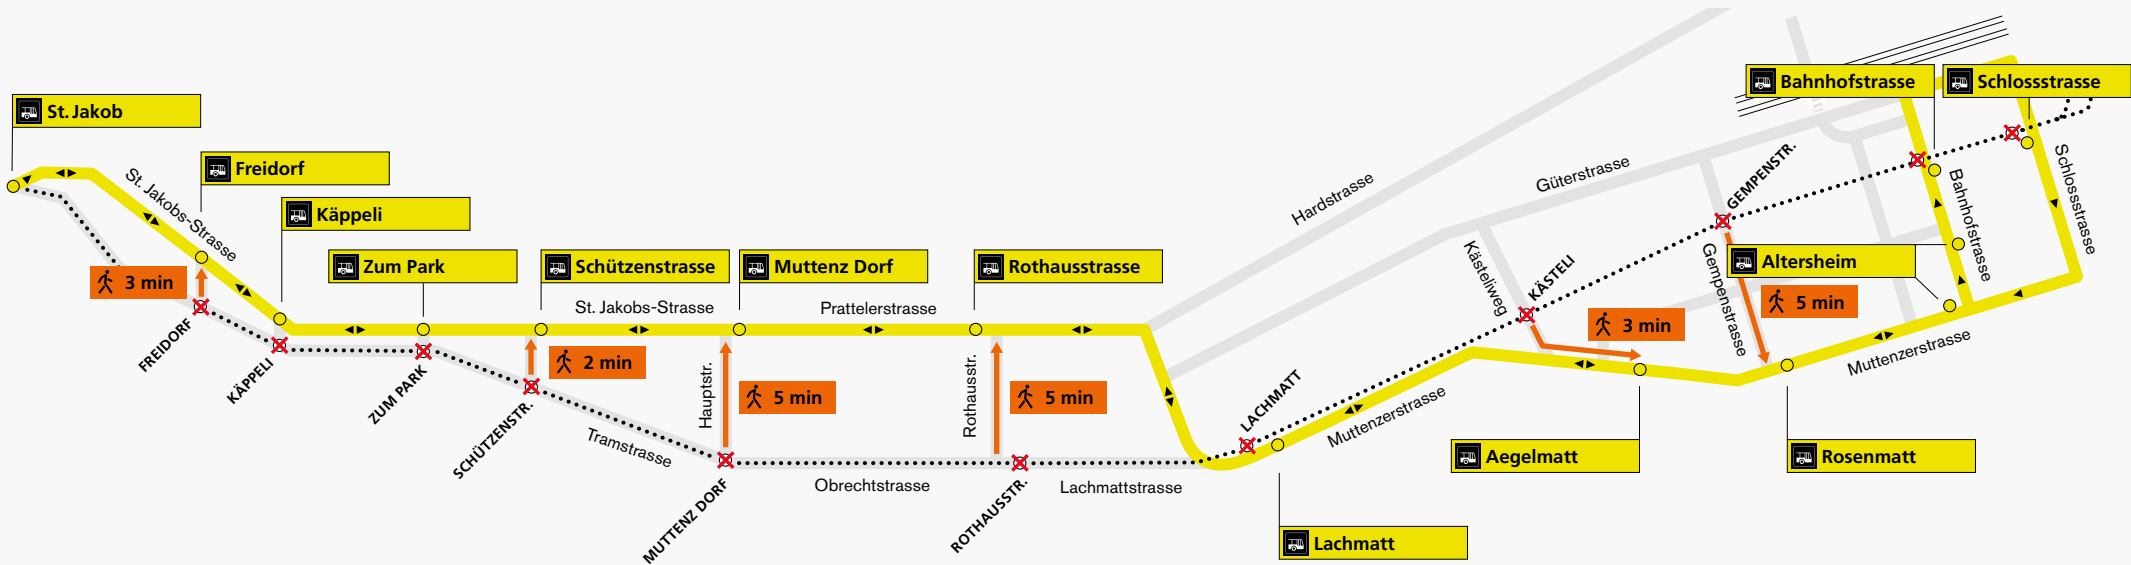 St. Jakob
Freidorf
Käppeli
Zum Park
Schützenstrasse
Muttenz Dorf
Rothausstrasse
Bahnhofstrasse
Schlossstrasse
Altersheim
Aegelmatt
Rosenmatt
Lachmatt
St. Jakobs-Strasse
St. Jakobs-Strasse
Prattelerstrasse
Hardstrasse
Güterstrasse
Kästeliweg
Gempenstrasse
Bahnhofstrasse
Schlossstrasse
Muttenzerstrasse
Muttenzerstrasse
Hauptstr.
Rothausstr.
Tramstrasse
Obrechtstrasse
Lachmattstrasse
FREIDORF
KÄPPELI
ZUM PARK
SCHÜTZENSTR.
MUTTENZ DORF
ROTHAUSSTR.
LACHMATT
KÄSTELI
GEMPENSTR.
3 min
2 min
5 min
5 min
3 min
5 min